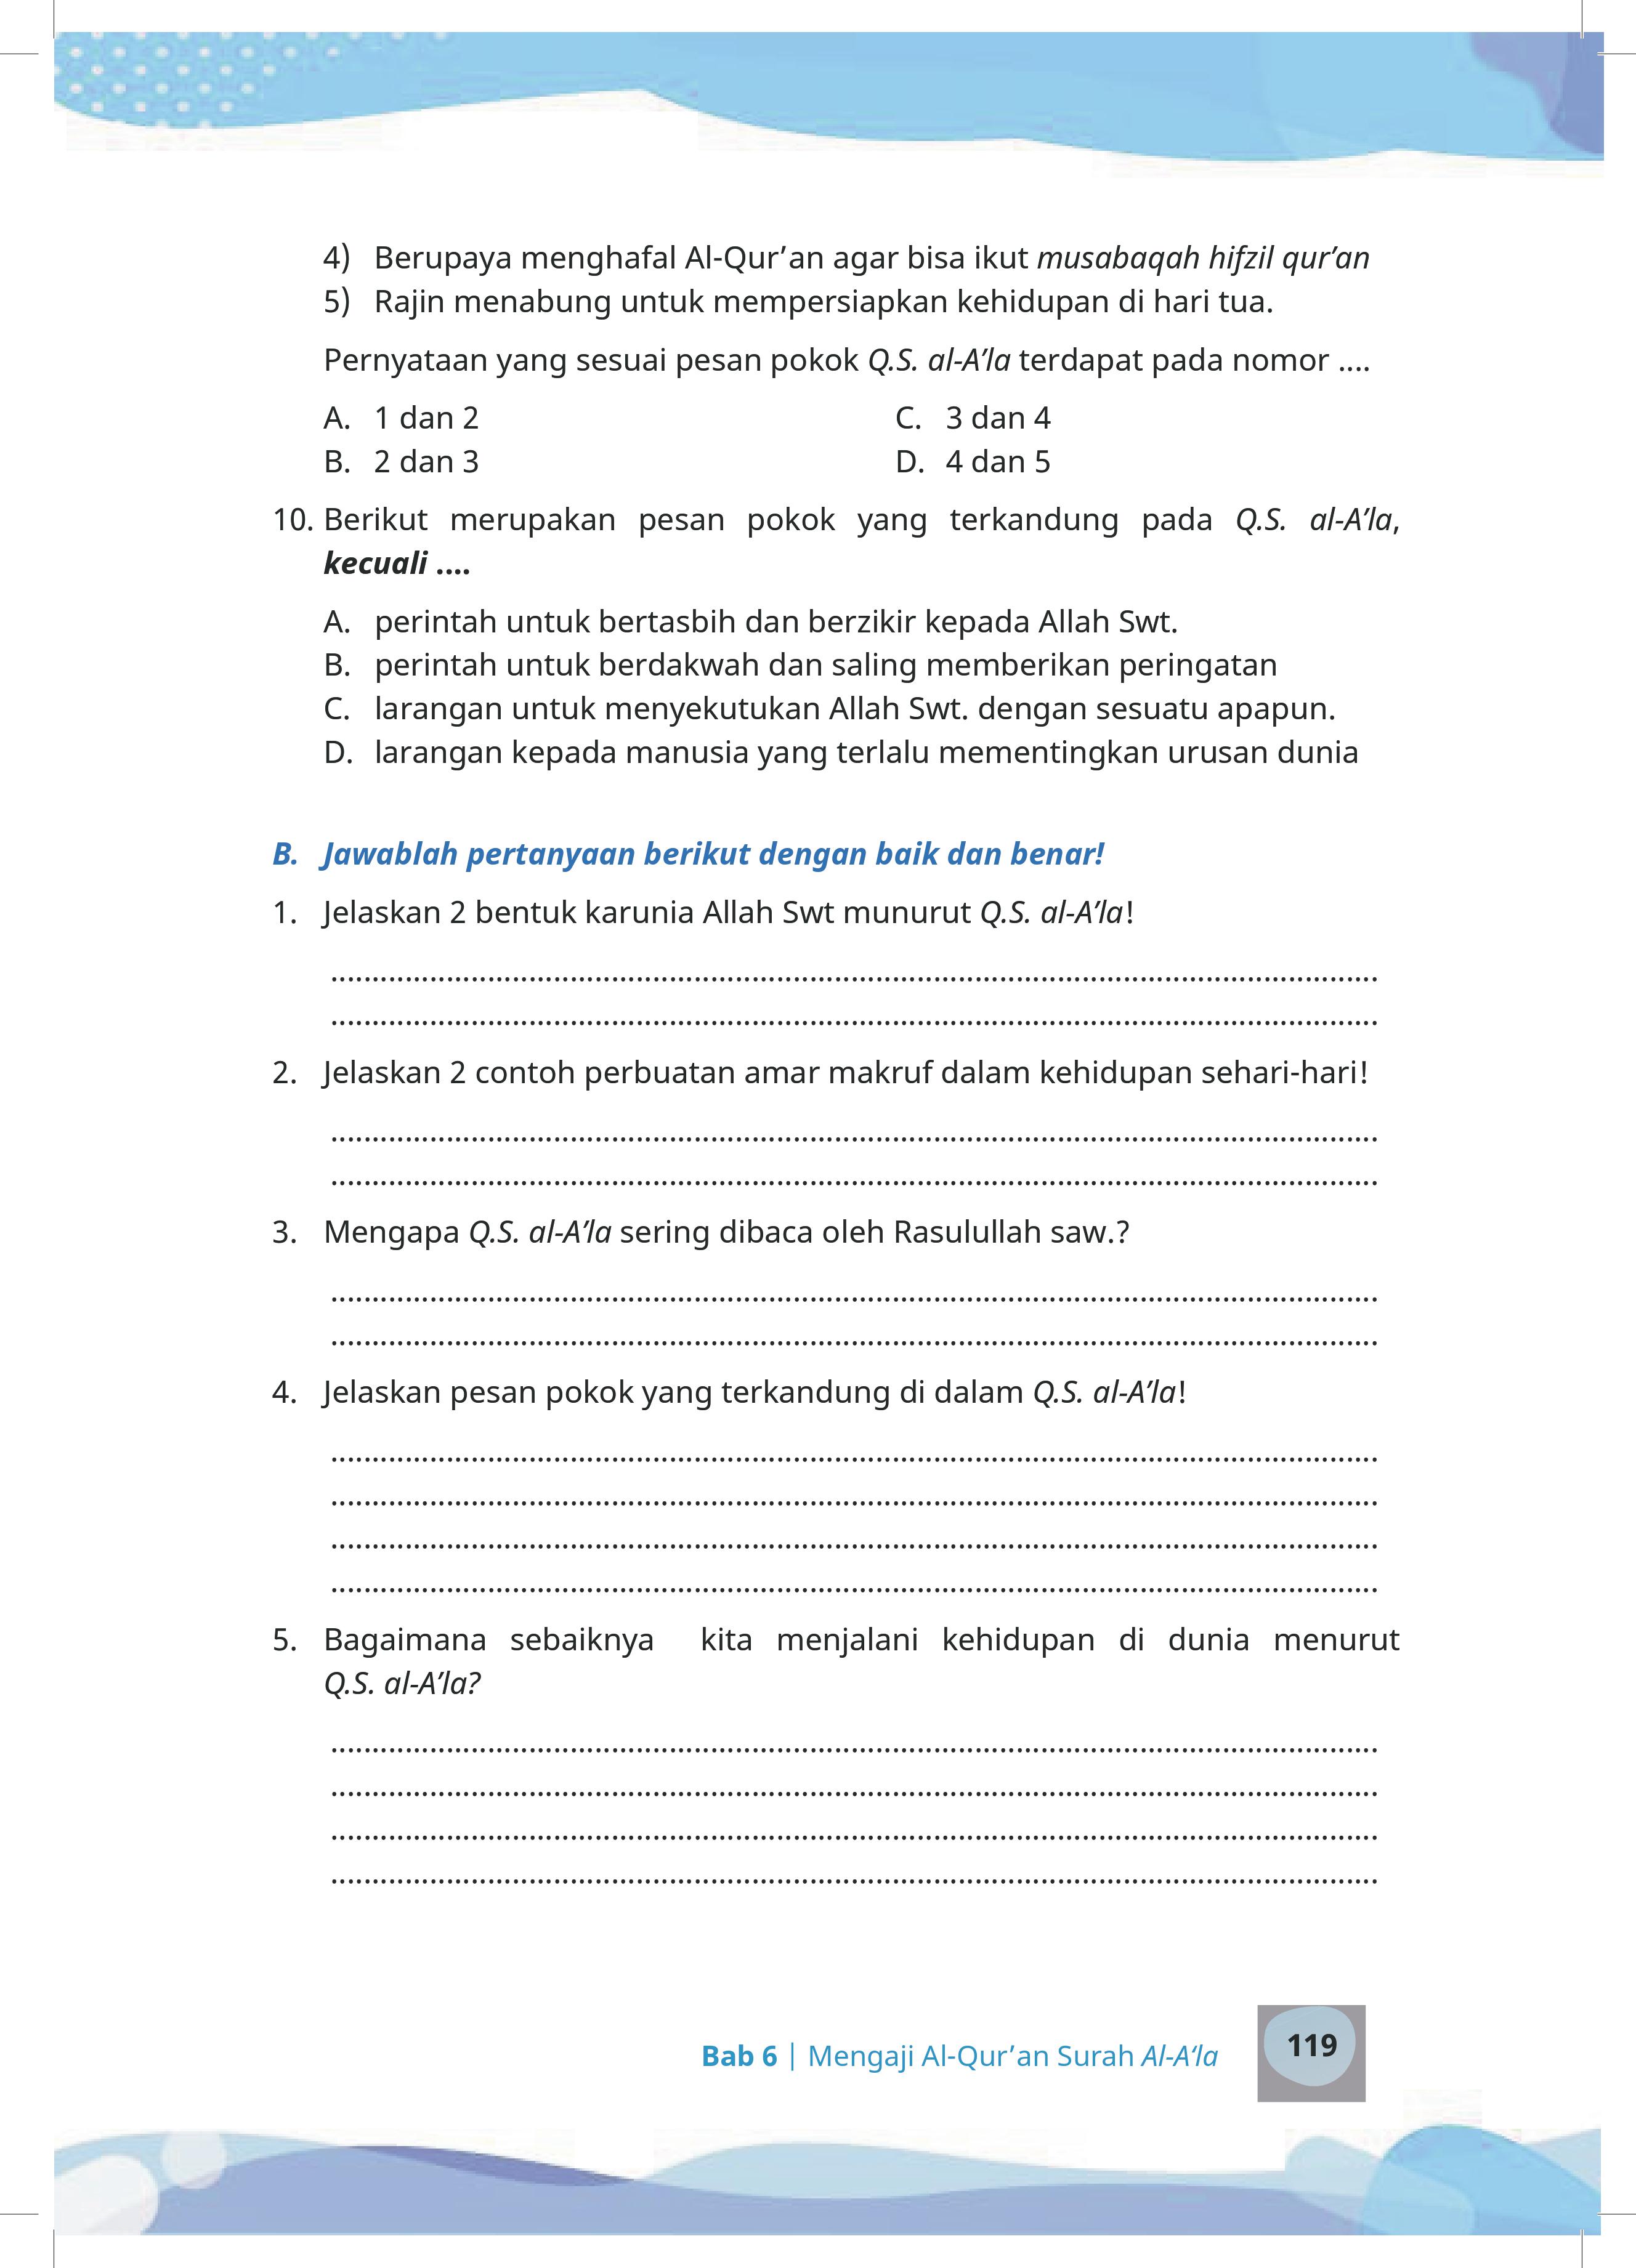 4) Berupaya menghafal Al-Qur’an agar bisa ikut musabaqah hifzil qur’an
5) Rajin menabung untuk mempersiapkan kehidupan di hari tua.
Pernyataan yang sesuai pesan pokok Q.S. al-A’la terdapat pada nomor ....
A. 1 dan 2 C. 3 dan 4
B. 2 dan 3 D. 4 dan 5
10. Berikut merupakan pesan pokok yang terkandung pada Q.S. al-A’la,
kecuali ....
A. perintah untuk bertasbih dan berzikir kepada Allah Swt.
B. perintah untuk berdakwah dan saling memberikan peringatan
C. larangan untuk menyekutukan Allah Swt. dengan sesuatu apapun.
D. larangan kepada manusia yang terlalu mementingkan urusan dunia
B. Jawablah pertanyaan berikut dengan baik dan benar!
1. Jelaskan 2 bentuk karunia Allah Swt munurut Q.S. al-A’la!
................................................................
................................................................
2. Jelaskan 2 contoh perbuatan amar makruf dalam kehidupan sehari-hari!
................................................................
................................................................
3. Mengapa Q.S. al-A’la sering dibaca oleh Rasulullah saw.?
................................................................
................................................................
4. Jelaskan pesan pokok yang terkandung di dalam Q.S. al-A’la!
................................................................
................................................................
................................................................
................................................................
5. Bagaimana sebaiknya kita menjalani kehidupan di dunia menurut
Q.S. al-A’la?
................................................................
................................................................
................................................................
................................................................
Bab 6 | Mengaji Al-Qur’an Surah Al-A‘la 119